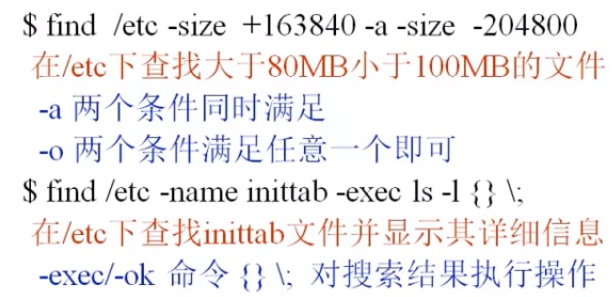 $ find /etc -size +163840 -a -size -204800
在/etc下查找大于80MB小于100MB的文件
-a 两个条件同时满足
-o 两个条件满足任意一个即可
$ find /etc -name inittab -exec ls -l {} \;
在/etc下查找inittab文件并显示其详细信息
-exec/-ok 命令 {} \; 对搜索结果执行操作